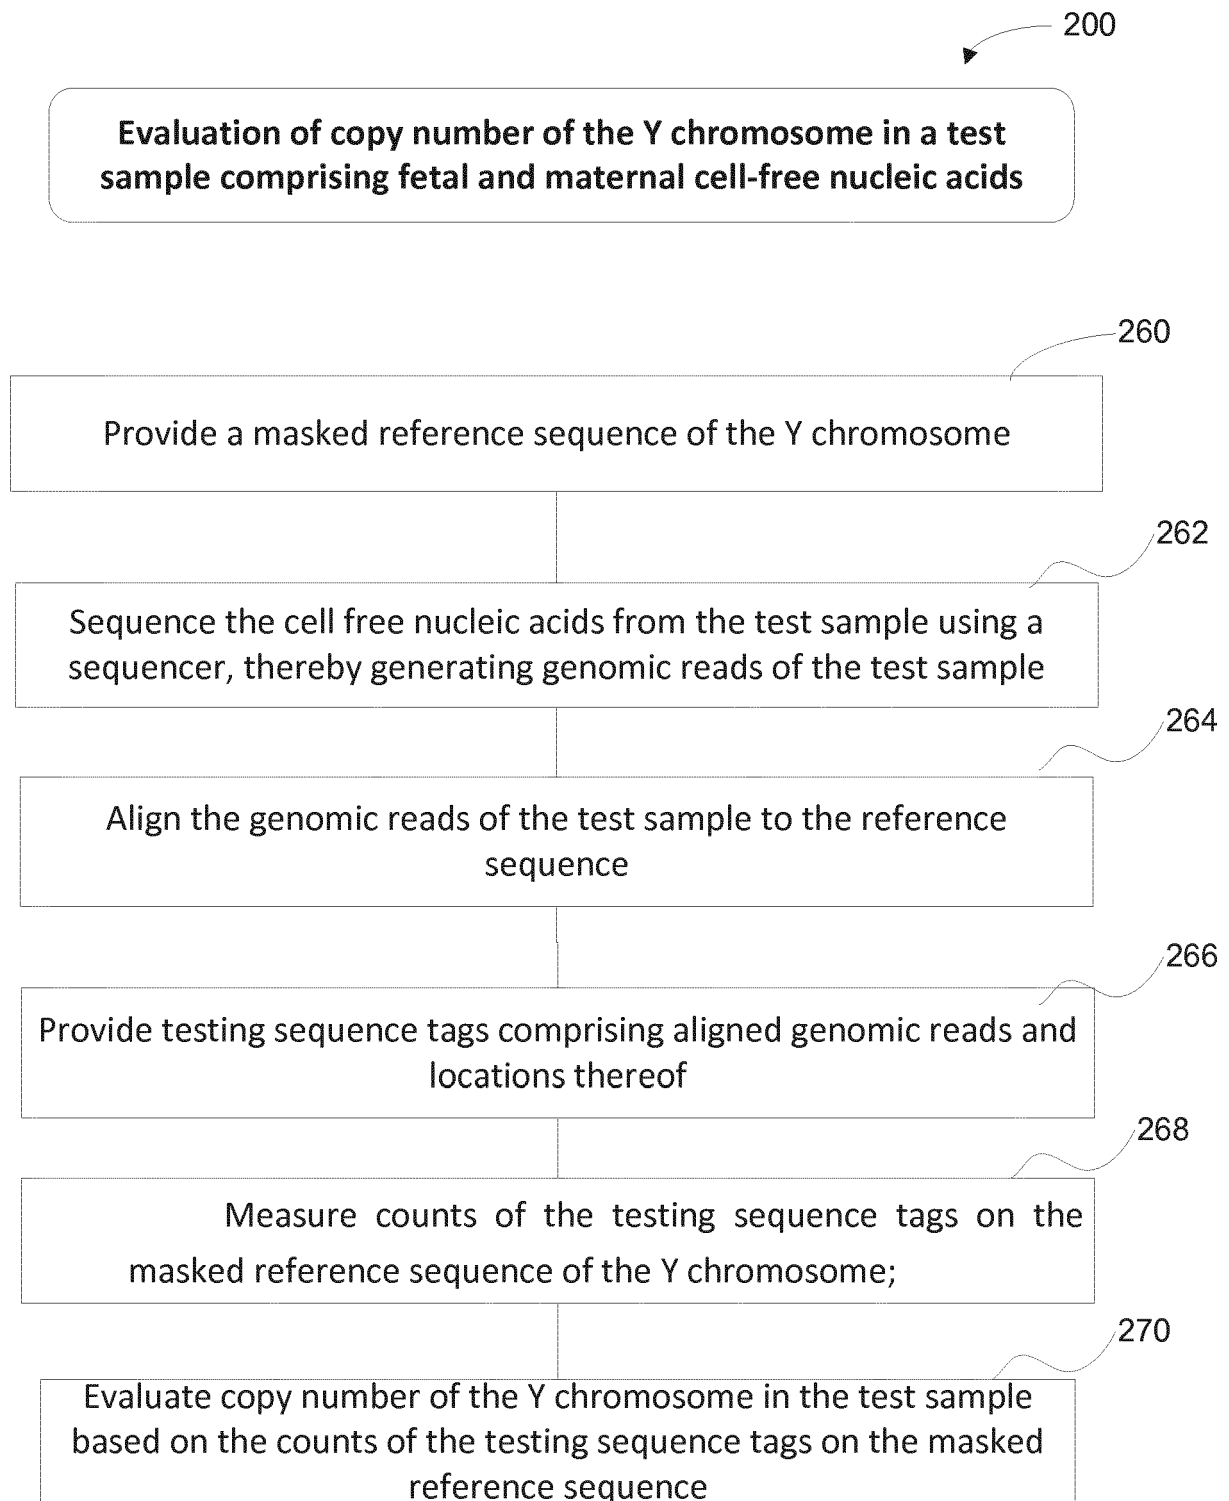 200
Evaluation of copy number of the Y chromosome in a test
sample comprising fetal and maternal cell-free nucleic acids
260
Provide a masked reference sequence of the Y chromosome
262
Sequence the cell free nucleic acids from the test sample using a
sequencer, thereby generating genomic reads of the test sample
264
Align the genomic reads of the test sample to the reference
sequence
266
Provide testing sequence tags comprising aligned genomic reads and
locations thereof
268
Measure counts of the testing sequence tags on the
masked reference sequence of the Y chromosome;
270
Evaluate copy number of the Y chromosome in the test sample
based on the counts of the testing sequence tags on the masked
reference sequence